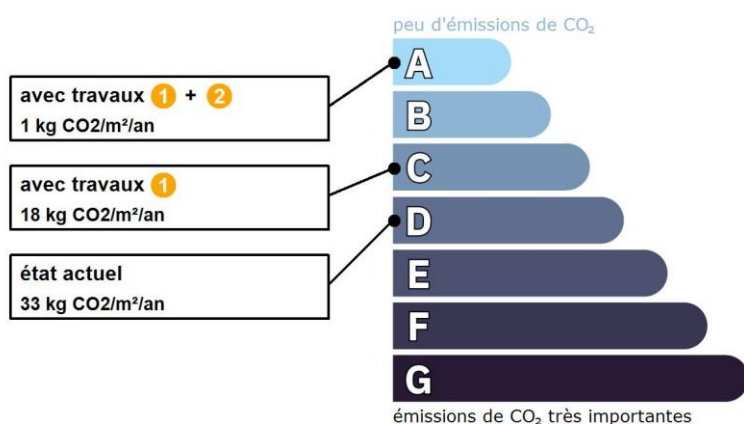 peu d'émissions de CO₂
A
avec travaux 1 + 2
1 kg CO2/m²/an
B
avec travaux 1
18 kg CO2/m²/an
C
D
état actuel
33 kg CO2/m²/an
E
F
G
émissions de CO₂ très importantes